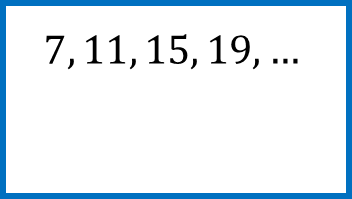 7, 11, 15, 19, ...